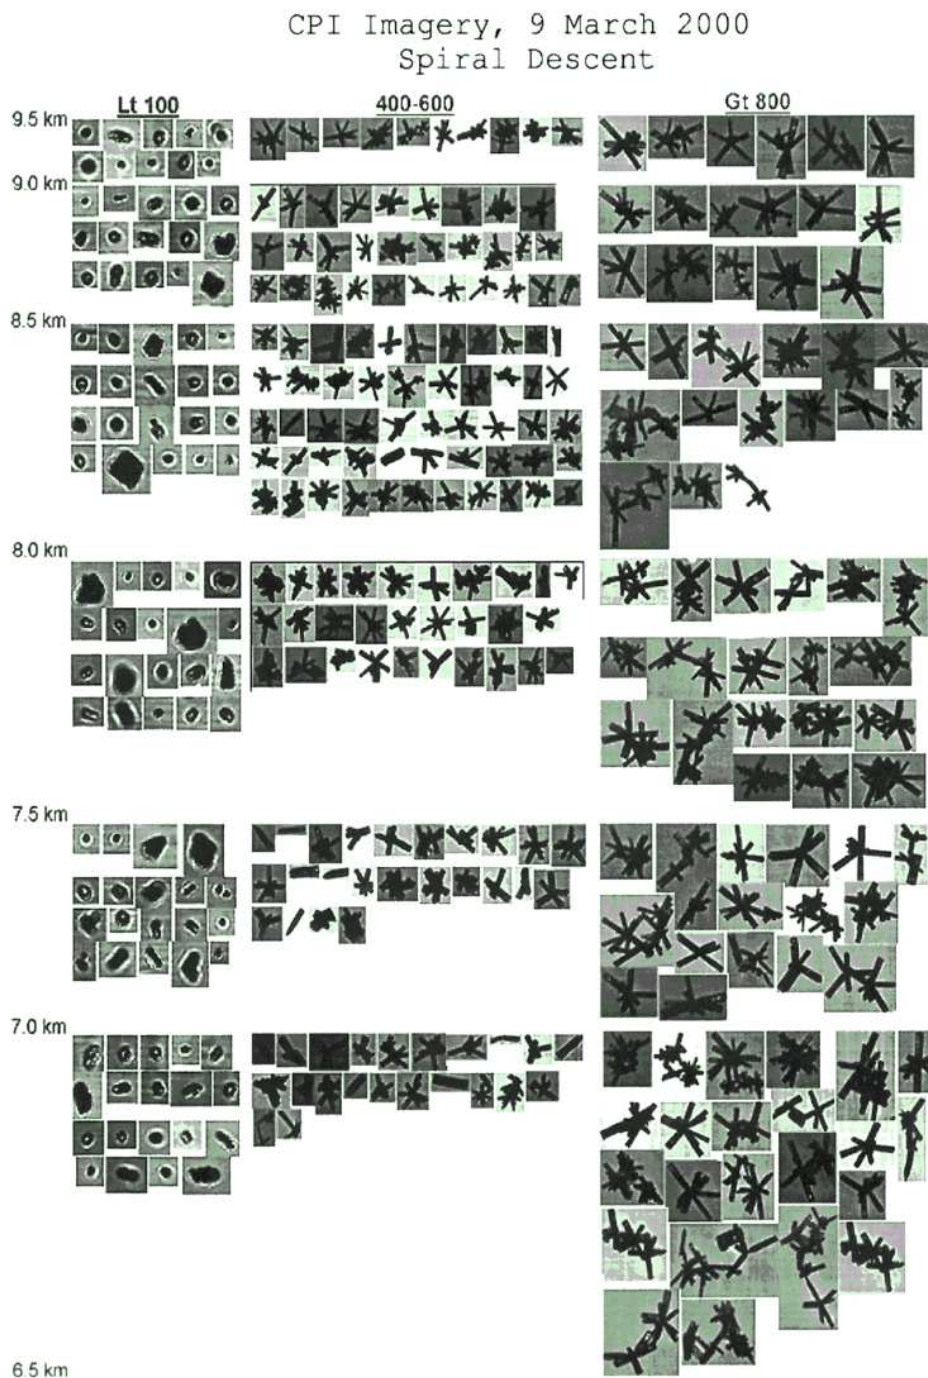 CPI Imagery, 9 March 2000
Spiral Descent
Lt 100 400-600 Gt 800
9.5 km
9.0 km
8.5 km
8.0 km
7.5 km
7.0 km
6.5 km